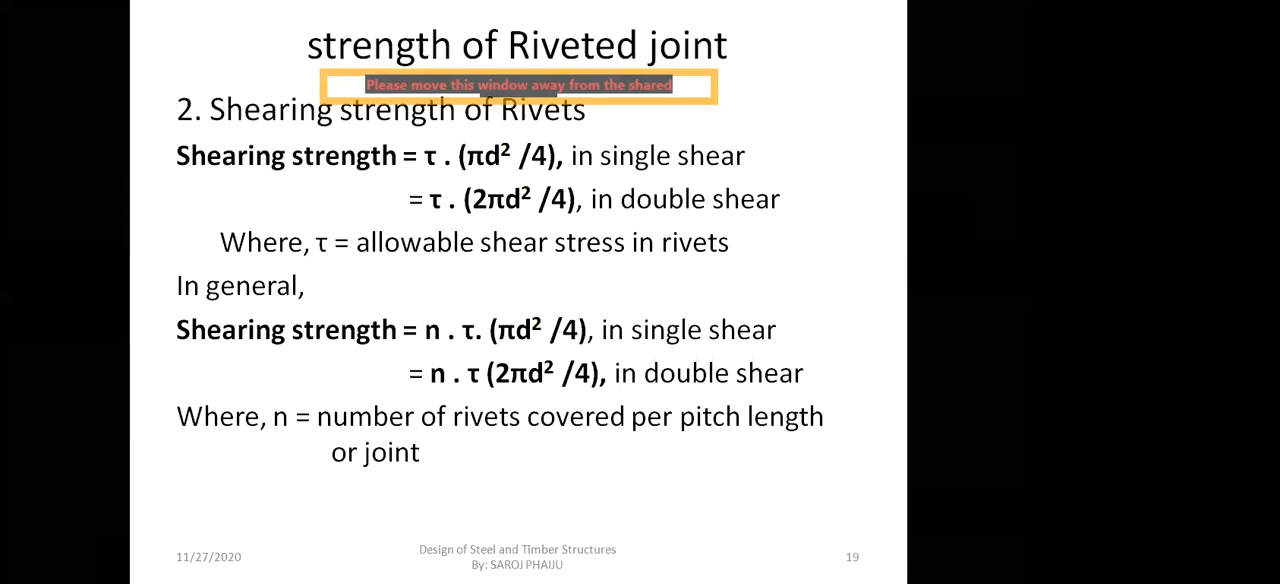 strength of Riveted joint
Please move this window away from the shared
2. Shearing strength of Rivets
Shearing strength = τ . (πd² /4), in single shear
= τ . (2πd² /4), in double shear
Where, τ = allowable shear stress in rivets
In general,
Shearing strength = n . τ. (πd² /4), in single shear
= n . τ (2πd² /4), in double shear
Where, n = number of rivets covered per pitch length
or joint
11/27/2020
Design of Steel and Timber Structures
By: SAROJ PHAIJU
19